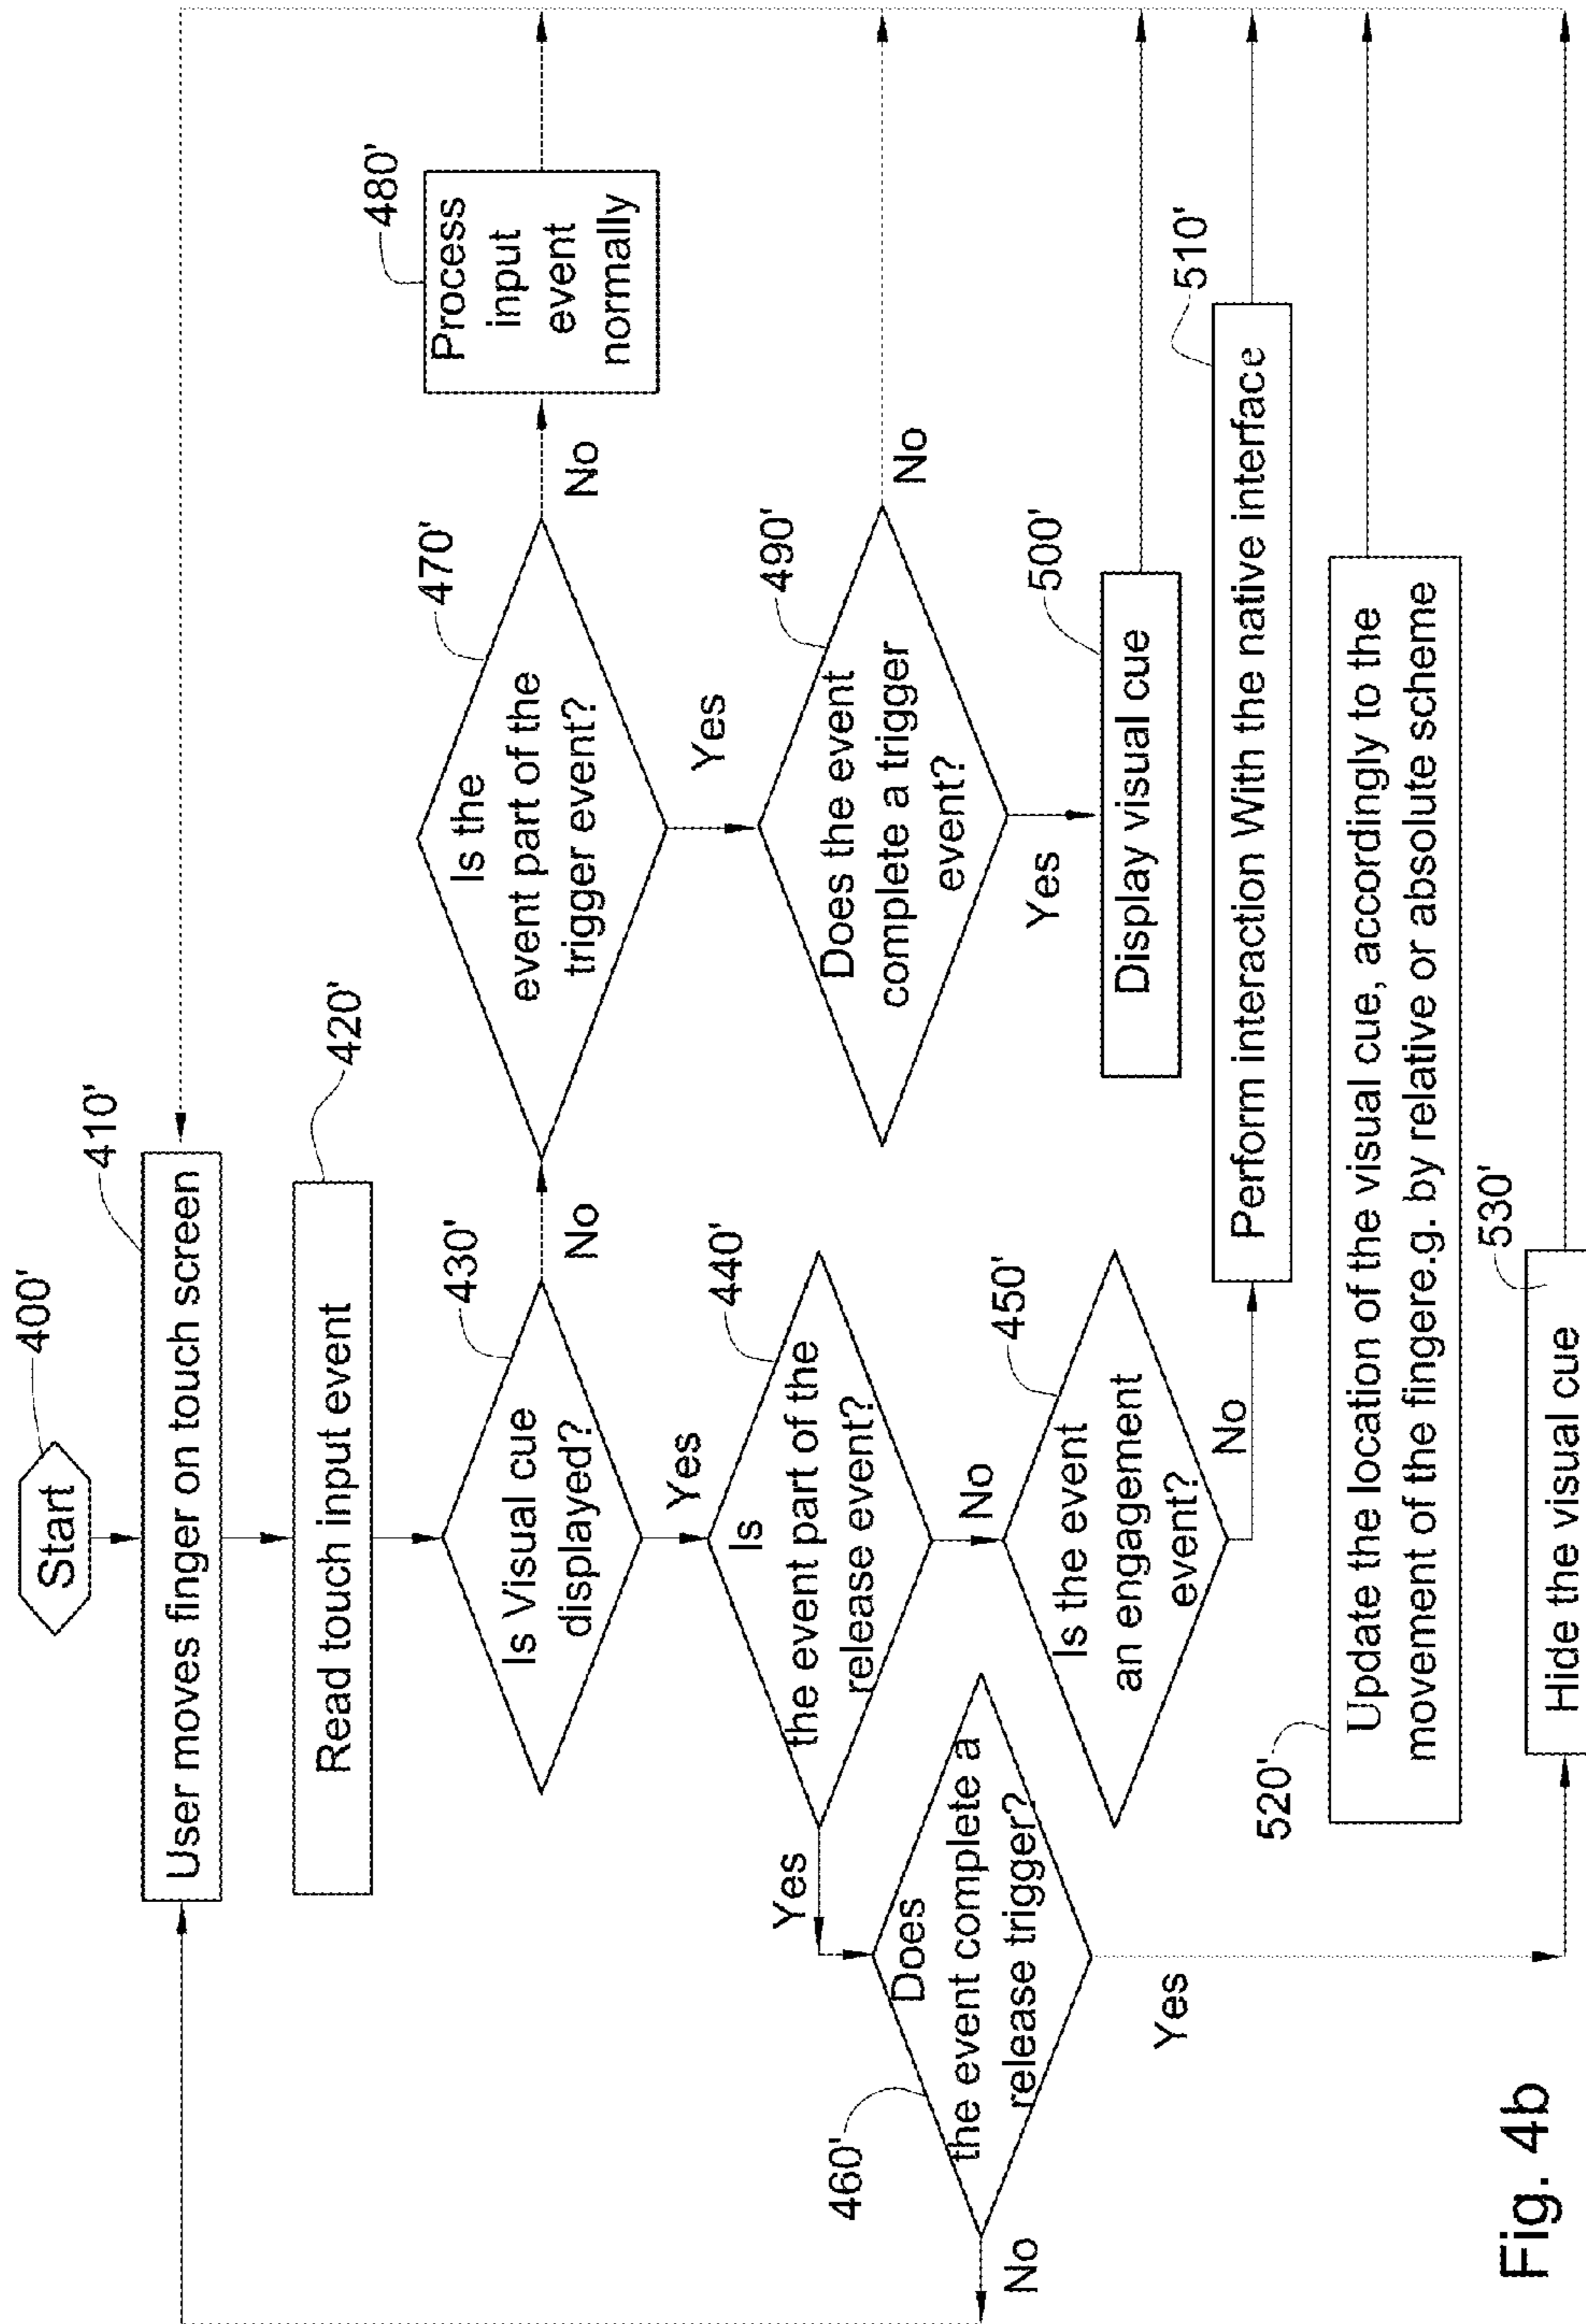 Start
400'
User moves finger on touch screen
410'
Read touch input event
420'
Is Visual cue
displayed?
430'
No
Yes
Is the
event part of the
trigger event?
470'
No
Process
input
event
normally
480'
Yes
Is
the event part of the
release event?
440'
Yes
No
Does the event
complete a trigger
event?
490'
No
Yes
Does
the event complete a
release trigger?
460'
No
Yes
Is the event
an engagement
event?
450'
No
Display visual cue
500'
Perform interaction With the native interface
510'
Update the location of the visual cue, accordingly to the
movement of the fingere.g. by relative or absolute scheme
520'
Hide the visual cue
530'
Fig. 4b